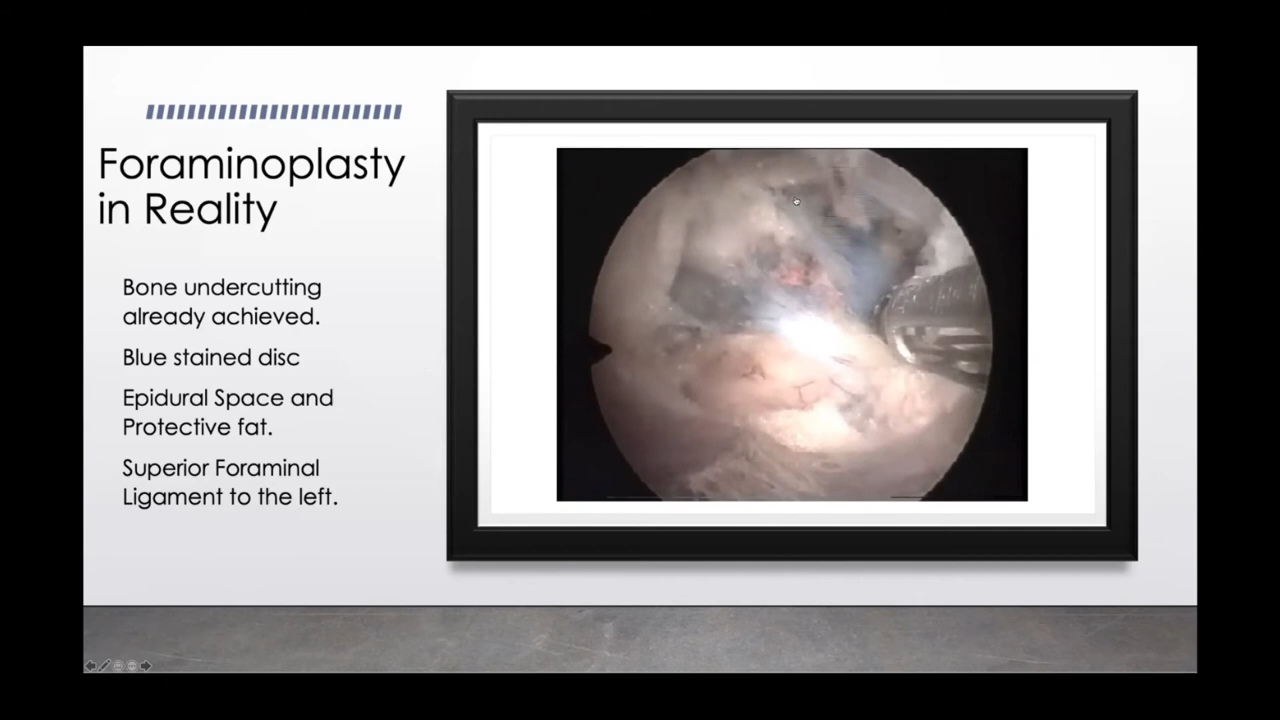 Foraminoplasty
in Reality
Bone undercutting
already achieved.
Blue stained disc
Epidural Space and
Protective fat.
Superior Foraminal
Ligament to the left.